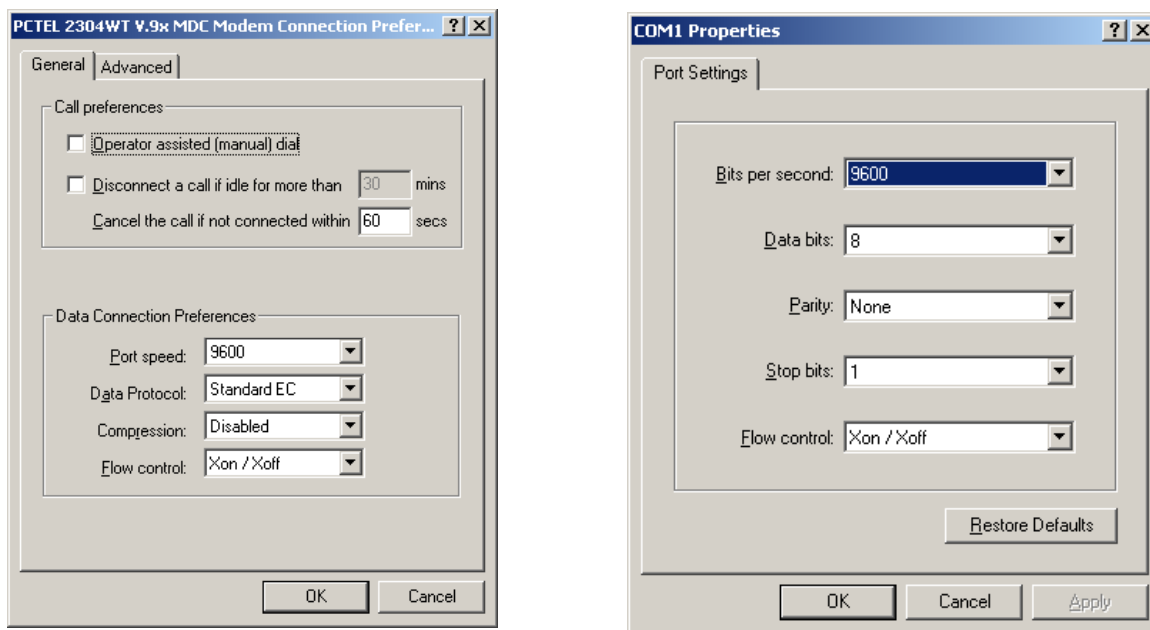 PCTEL 2304WT V.9x MDC Modem Connection Prefer... ? X
General Advanced
Call preferences
Operator assisted (manual) dial
Disconnect a call if idle for more than 30 mins
Cancel the call if not connected within 60 secs
Data Connection Preferences
Port speed: 9600
Data Protocol: Standard EC
Compression: Disabled
Flow control: Xon / Xoff
OK Cancel
COM1 Properties ? X
Port Settings
Bits per second: 9600
Data bits: 8
Parity: None
Stop bits: 1
Flow control: Xon / Xoff
Restore Defaults
OK Cancel Apply